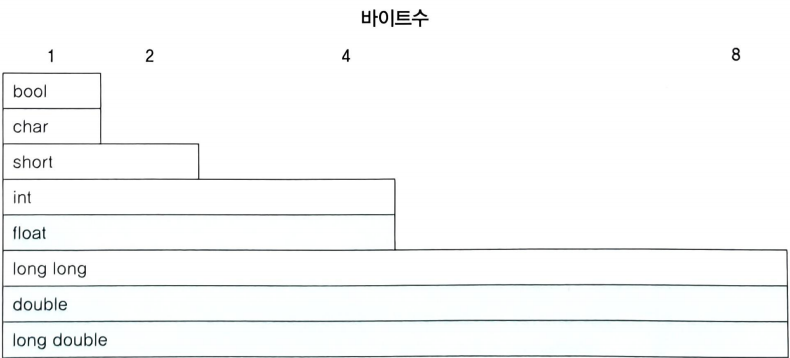 바이트수
1 2 4 8
bool
char
short
int
float
long long
double
long double